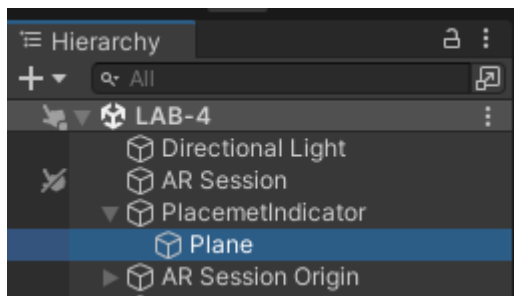 Hierarchy
All
LAB-4
Directional Light
AR Session
PlacemetIndicator
Plane
AR Session Origin